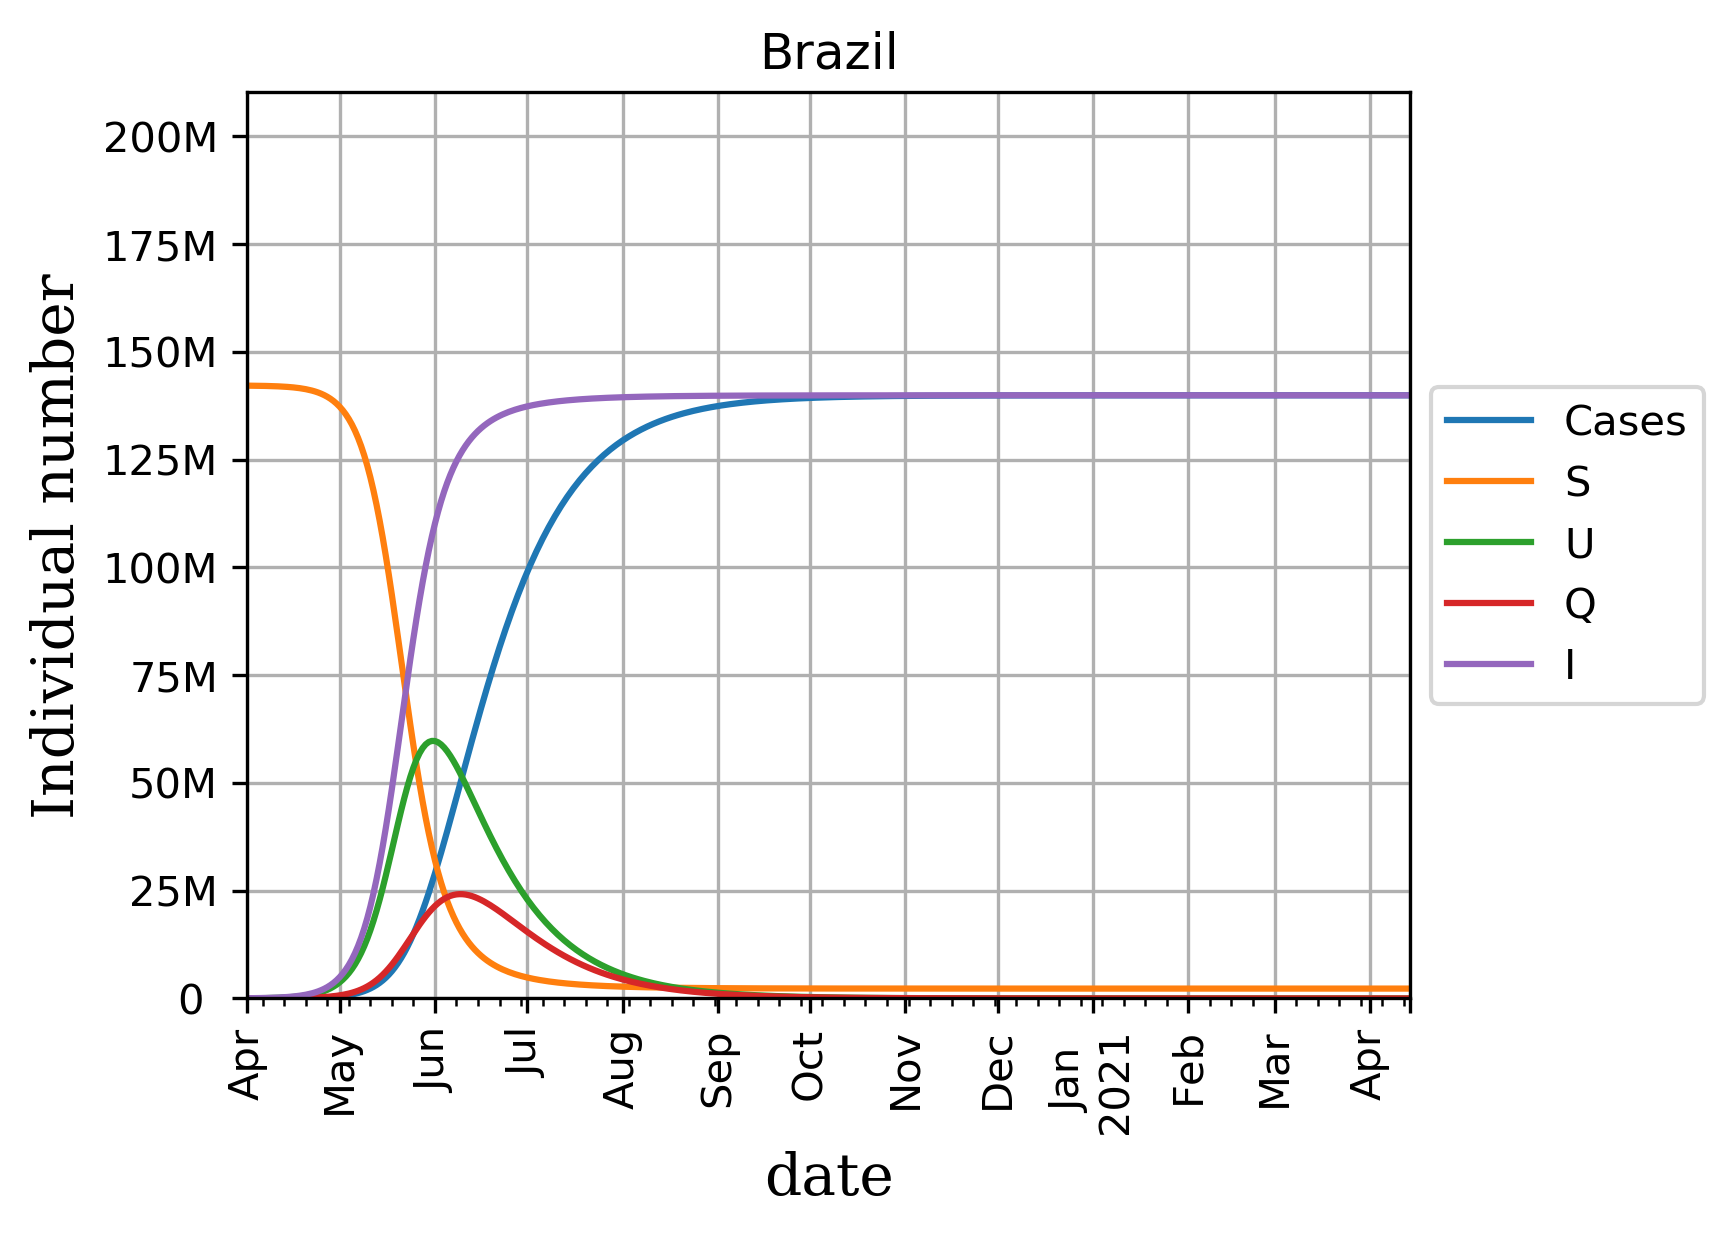 Brazil
Individual number
200M
175M
150M
125M
100M
75M
50M
25M
0
Apr
May
Jun
Jul
Aug
Sep
Oct
Nov
Dec
Jan
2021
Feb
Mar
Apr
date
Cases
S
U
Q
I